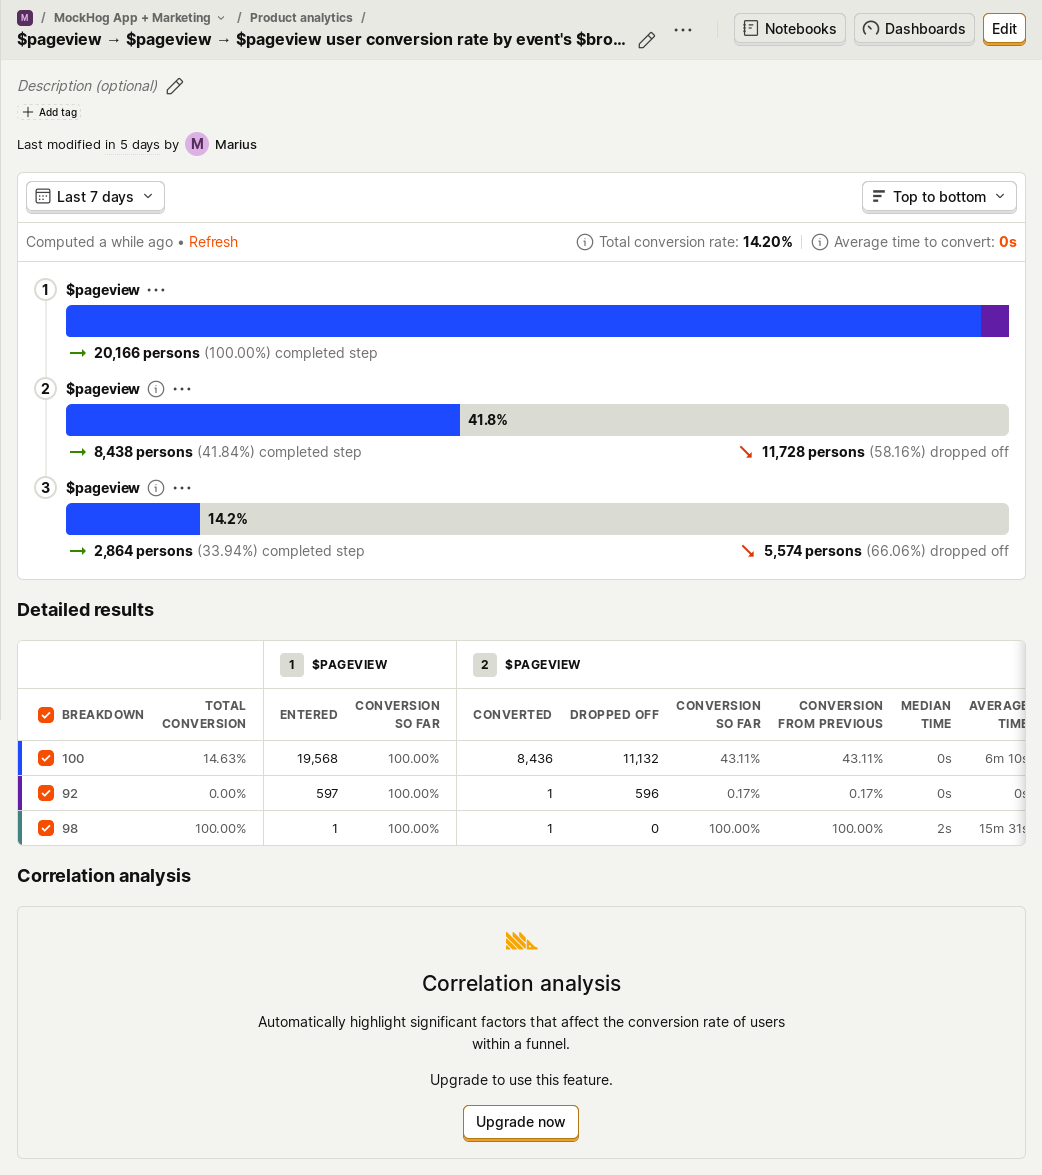 M / MockHog App + Marketing / Product analytics /
$pageview → $pageview → $pageview user conversion rate by event's $bro...
Notebooks
Dashboards
Edit
Description (optional)
Add tag
Last modified in 5 days by M Marius
Last 7 days
Top to bottom
Computed a while ago • Refresh
Total conversion rate: 14.20%
Average time to convert: 0s
1 $pageview
→ 20,166 persons (100.00%) completed step
2 $pageview
41.8%
→ 8,438 persons (41.84%) completed step
11,728 persons (58.16%) dropped off
3 $pageview
14.2%
→ 2,864 persons (33.94%) completed step
5,574 persons (66.06%) dropped off
Detailed results
1 $PAGEVIEW 2 $PAGEVIEW
BREAKDOWN TOTAL CONVERSION ENTERED CONVERSION SO FAR CONVERTED DROPPED OFF CONVERSION SO FAR CONVERSION FROM PREVIOUS MEDIAN TIME AVERAGE TIME
100 14.63% 19,568 100.00% 8,436 11,132 43.11% 43.11% 0s 6m 10s
92 0.00% 597 100.00% 1 596 0.17% 0.17% 0s 0s
98 100.00% 1 100.00% 1 0 100.00% 100.00% 2s 15m 31s
Correlation analysis
Correlation analysis
Automatically highlight significant factors that affect the conversion rate of users
within a funnel.
Upgrade to use this feature.
Upgrade now